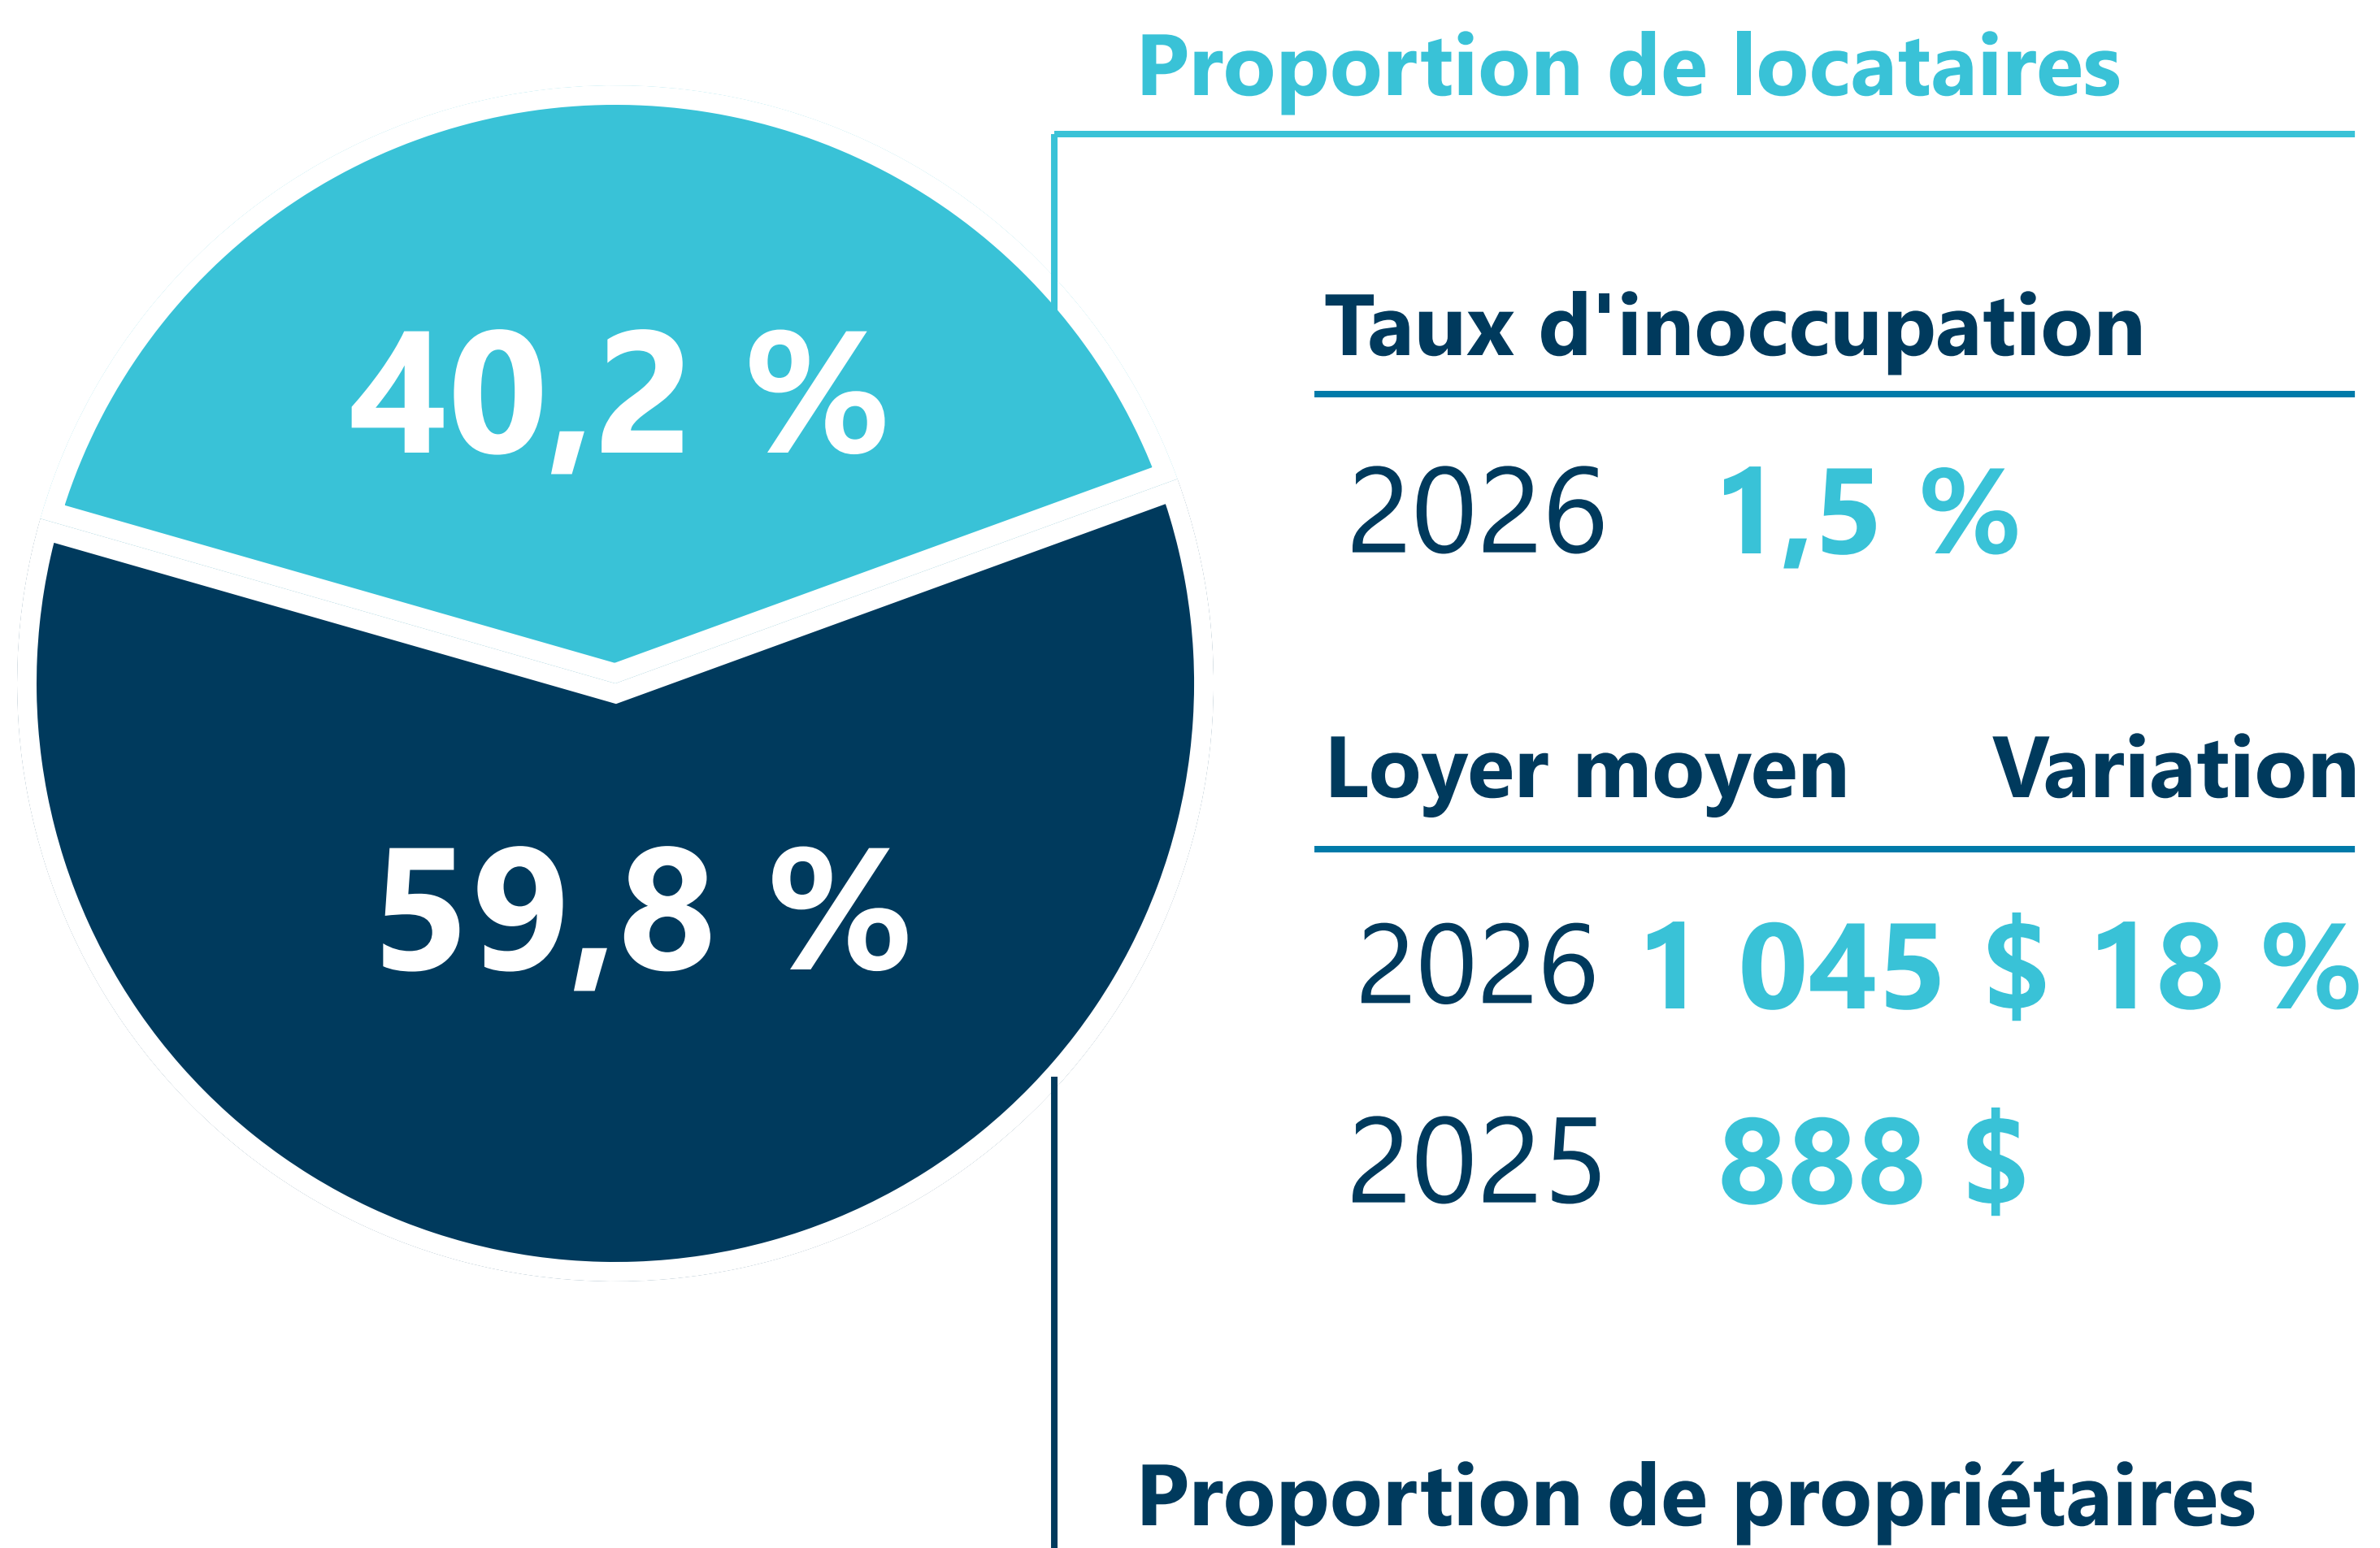 Proportion de locataires
40,2 %
Taux d'inoccupation
2026 1,5 %
59,8 %
Loyer moyen Variation
2026 1 045 $ 18 %
2025 888 $
Proportion de propriétaires